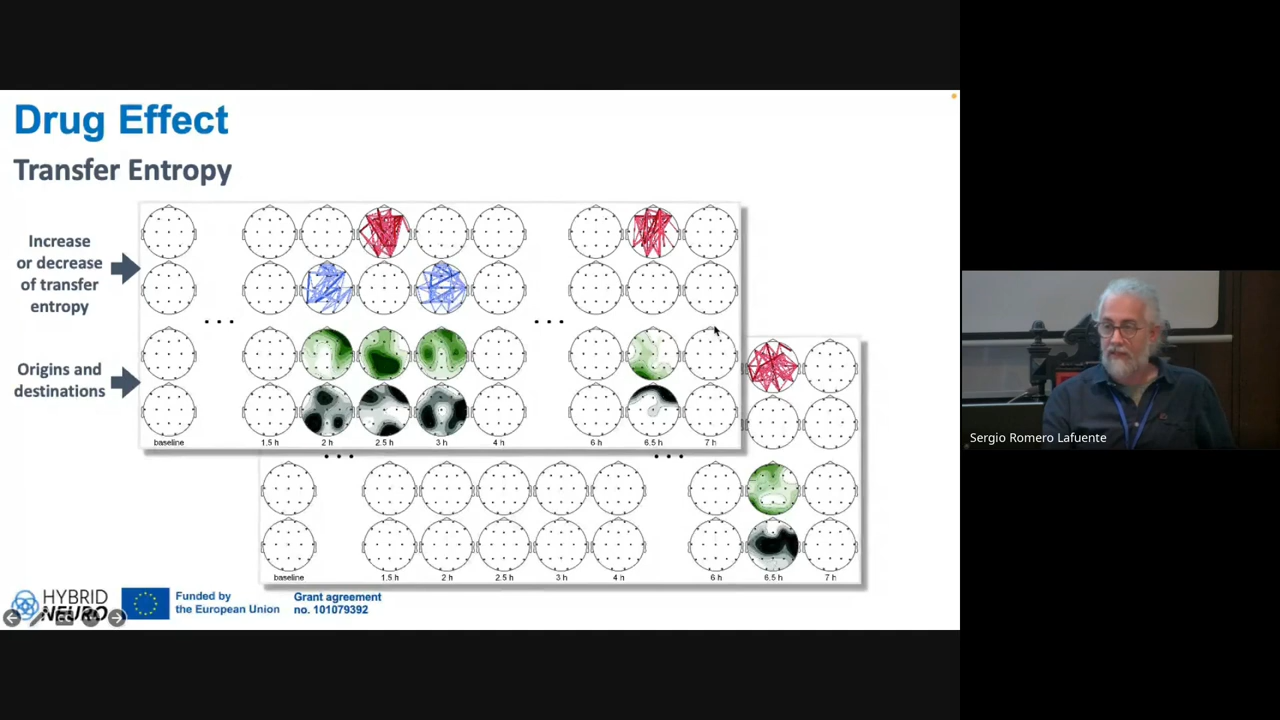 Drug Effect
Transfer Entropy
Increase
or decrease
of transfer
entropy
Origins and
destinations
baseline
1.5 h
2 h
2.5 h
3 h
4 h
6 h
6.5 h
7 h
baseline
1.5 h
2 h
2.5 h
3 h
4 h
6 h
6.5 h
7 h
HYBRID
NEURO
Funded by
the European Union
Grant agreement
no. 101079392
Sergio Romero Lafuente